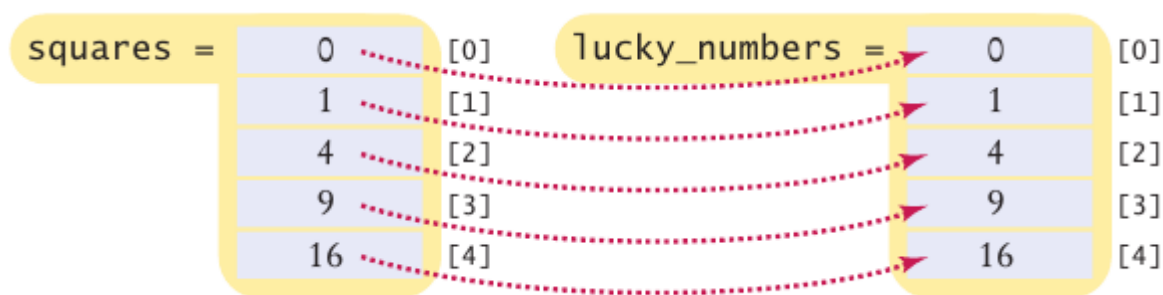 squares = 0 [0] lucky_numbers = 0 [0]
1 [1] 1 [1]
4 [2] 4 [2]
9 [3] 9 [3]
16 [4] 16 [4]